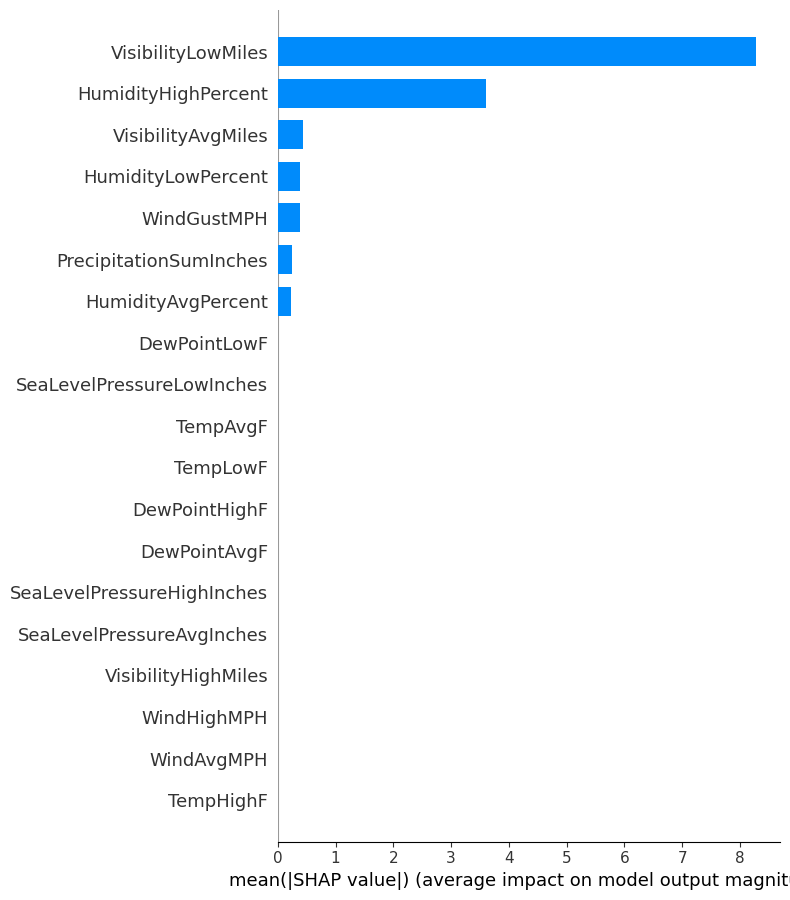 VisibilityLowMiles
HumidityHighPercent
VisibilityAvgMiles
HumidityLowPercent
WindGustMPH
PrecipitationSumInches
HumidityAvgPercent
DewPointLowF
SeaLevelPressureLowInches
TempAvgF
TempLowF
DewPointHighF
DewPointAvgF
SeaLevelPressureHighInches
SeaLevelPressureAvgInches
VisibilityHighMiles
WindHighMPH
WindAvgMPH
TempHighF
0 1 2 3 4 5 6 7 8
mean(|SHAP value|) (average impact on model output